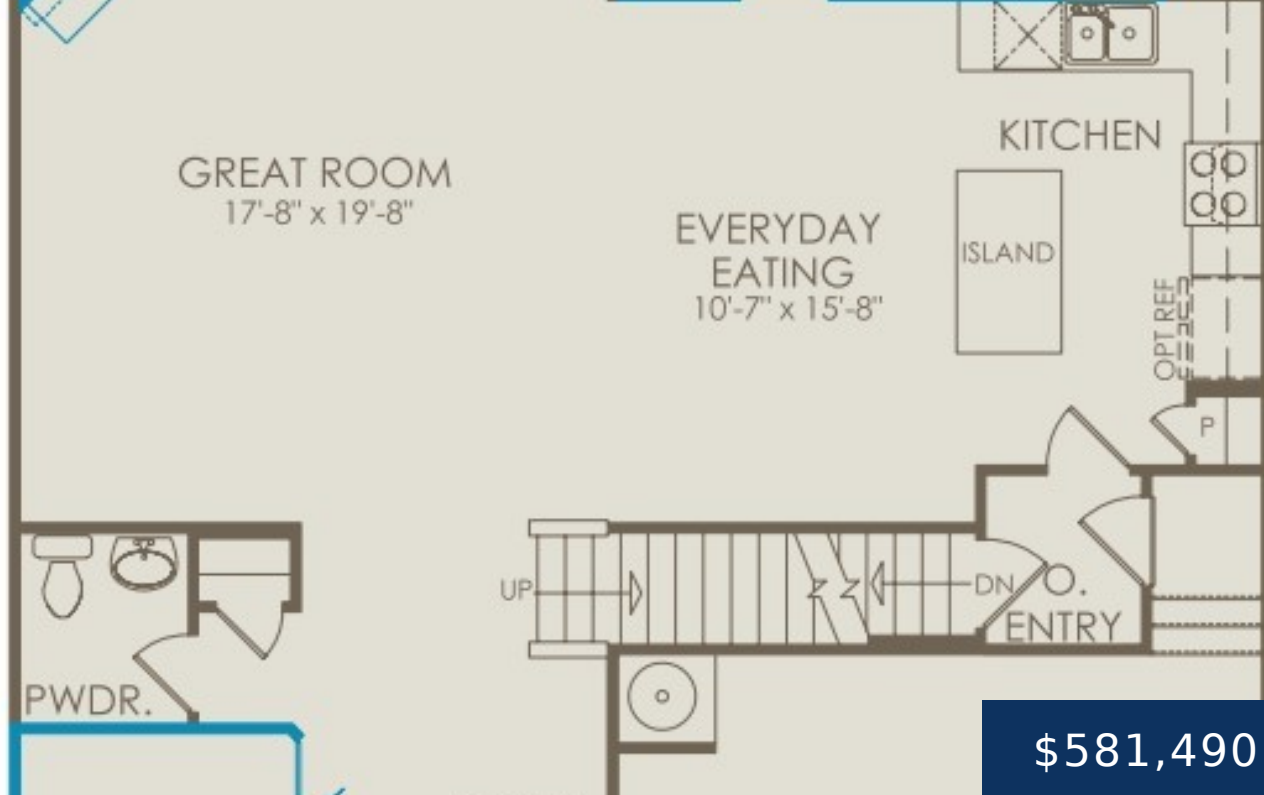 KITCHEN
GREAT ROOM
17'-8" x 19'-8"
EVERYDAY
EATING
10'-7" x 15'-8"
ISLAND
OPT REF
P
UP
DN
O.
ENTRY
PWDR.
$581,490